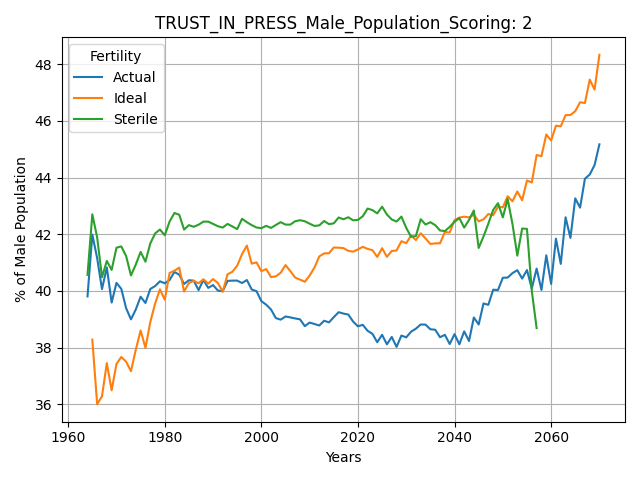 TRUST_IN_PRESS_Male_Population_Scoring: 2
Fertility
Actual
Ideal
Sterile
% of Male Population
48
46
44
42
40
38
36
1960
1980
2000
2020
2040
2060
Years